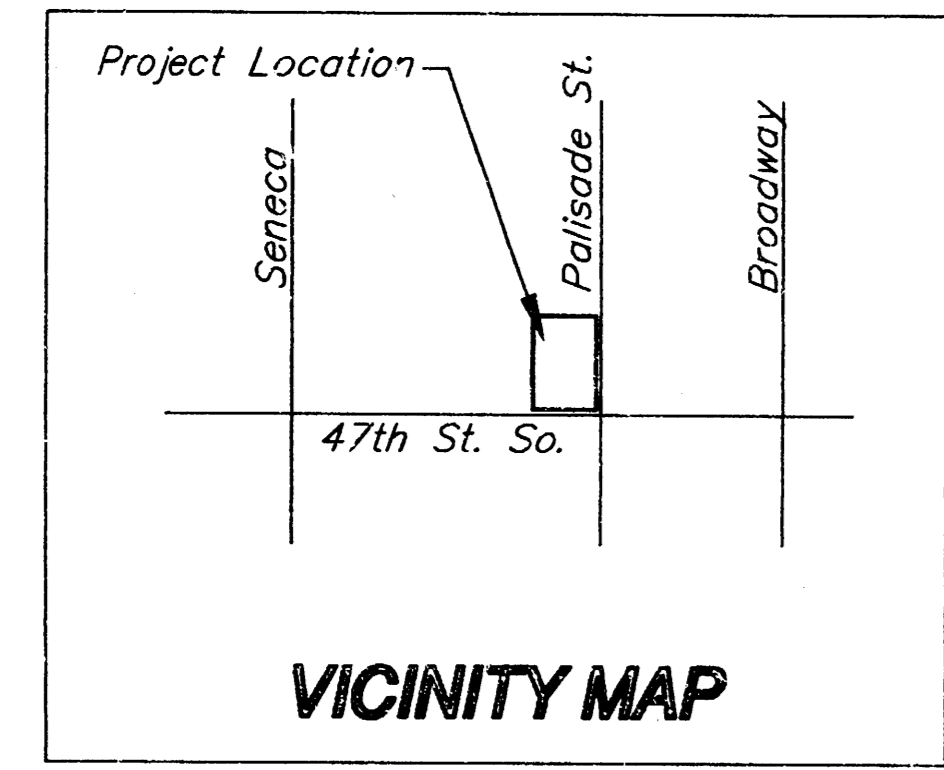 Project Location
Seneca
Palisade St.
Broadway
47th St. So.
VICINITY MAP